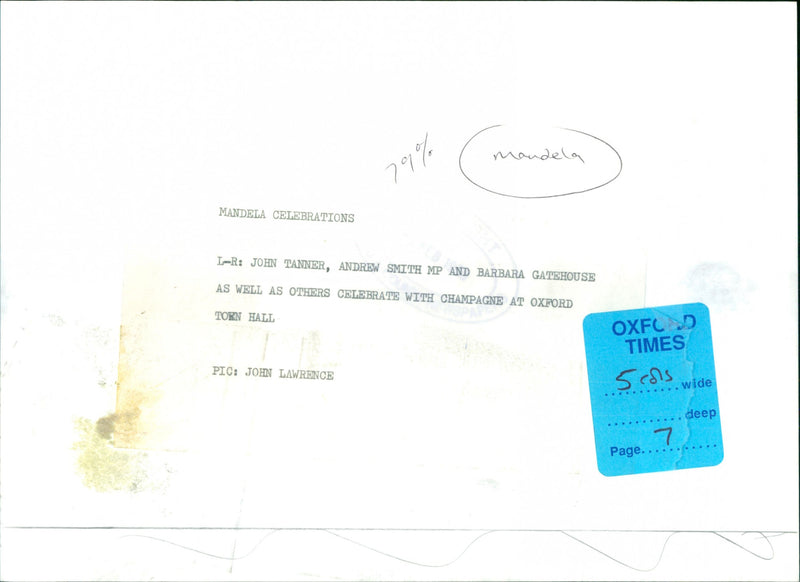 79%
Mandela
MANDELA CELEBRATIONS
L-R: JOHN TANNER, ANDREW SMITH MP AND BARBARA GATEHOUSE
AS WELL AS OTHERS CELEBRATE WITH CHAMPAGNE AT OXFORD
TOWN HALL
PIC: JOHN LAWRENCE
OXFORD
TIMES
5 cols wide
deep
Page 7